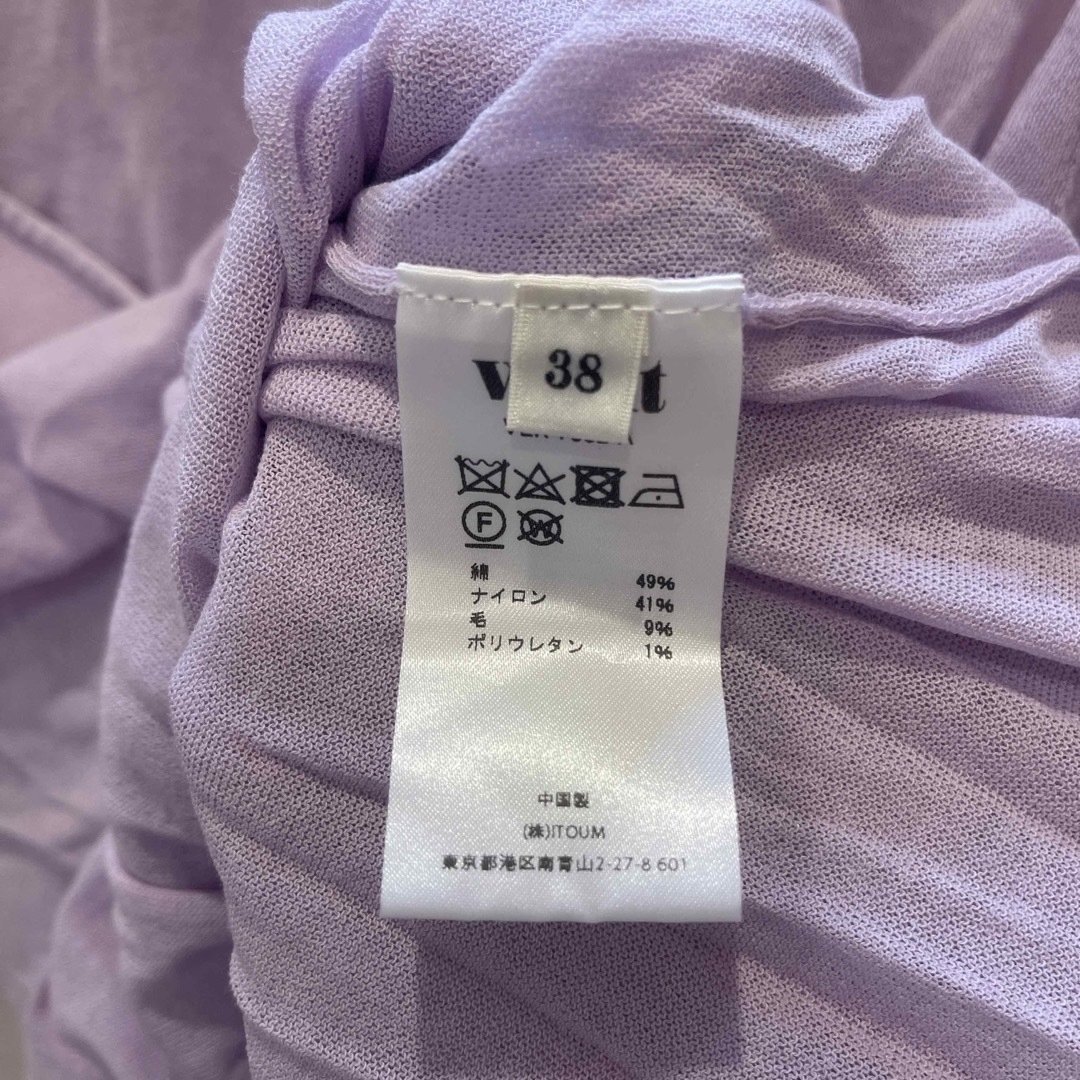 38
F
W
綿 49%
ナイロン 41%
毛 9%
ポリウレタン 1%
中国製
(株)ITOUM
東京都港区南青山2-27-8 601